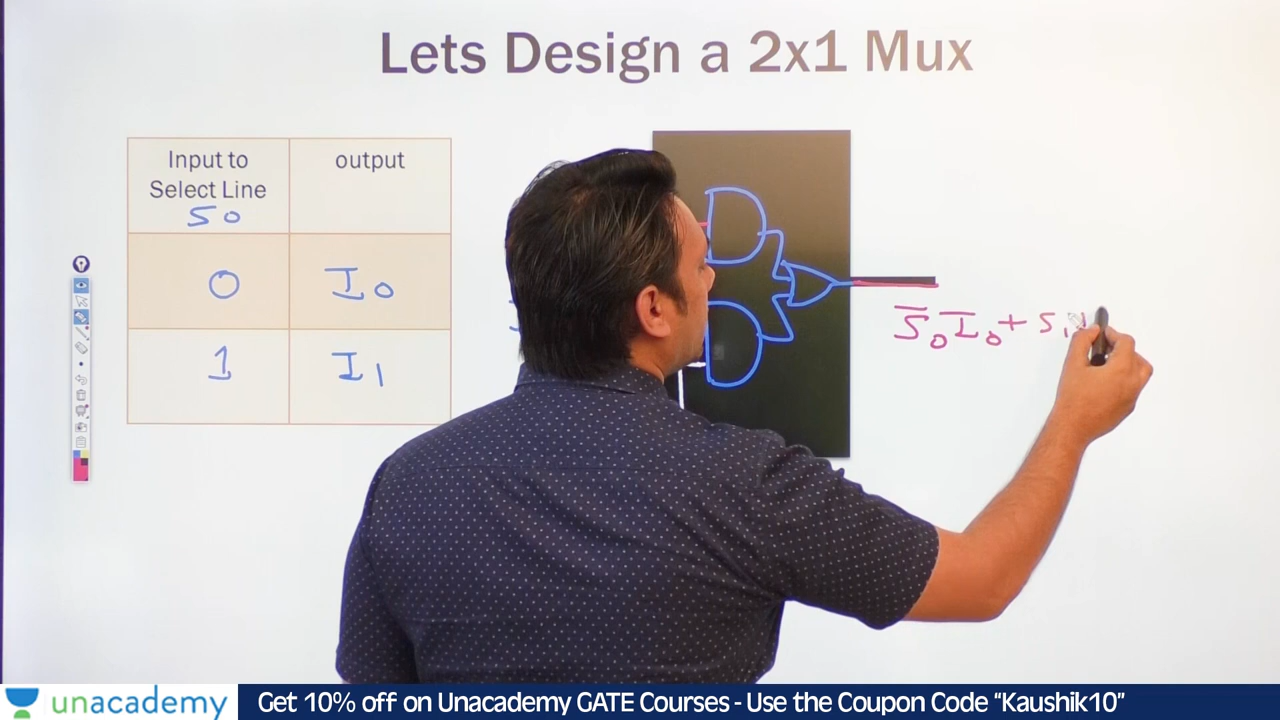 Lets Design a 2x1 Mux
Input to
Select Line
S0
output
0
I0
1
I1
S̅0I0+S1
unacademy
Get 10% off on Unacademy GATE Courses - Use the Coupon Code “Kaushik10”